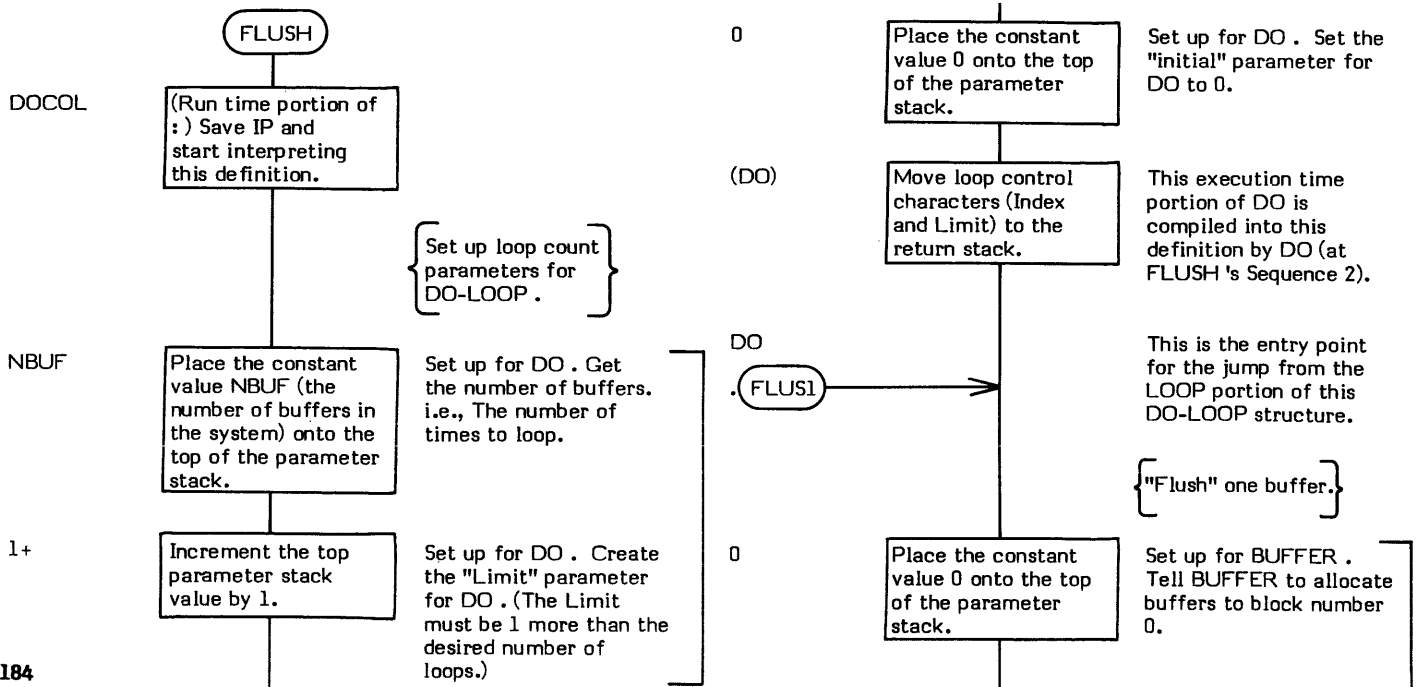 FLUSH
DOCOL
(Run time portion of
: ) Save IP and
start interpreting
this definition.
Set up loop count
parameters for
DO-LOOP .
NBUF
Place the constant
value NBUF (the
number of buffers in
the system) onto the
top of the parameter
stack.
Set up for DO . Get
the number of buffers.
i.e., The number of
times to loop.
1+
Increment the top
parameter stack
value by 1.
Set up for DO . Create
the "Limit" parameter
for DO . (The Limit
must be 1 more than the
desired number of
loops.)
184
0
Place the constant
value 0 onto the top
of the parameter
stack.
Set up for DO . Set the
"initial" parameter for
DO to 0.
(DO)
Move loop control
characters (Index
and Limit) to the
return stack.
This execution time
portion of DO is
compiled into this
definition by DO (at
FLUSH 's Sequence 2).
DO
.FLUS1
This is the entry point
for the jump from the
LOOP portion of this
DO-LOOP structure.
"Flush" one buffer.
0
Place the constant
value 0 onto the top
of the parameter
stack.
Set up for BUFFER .
Tell BUFFER to allocate
buffers to block number
0.